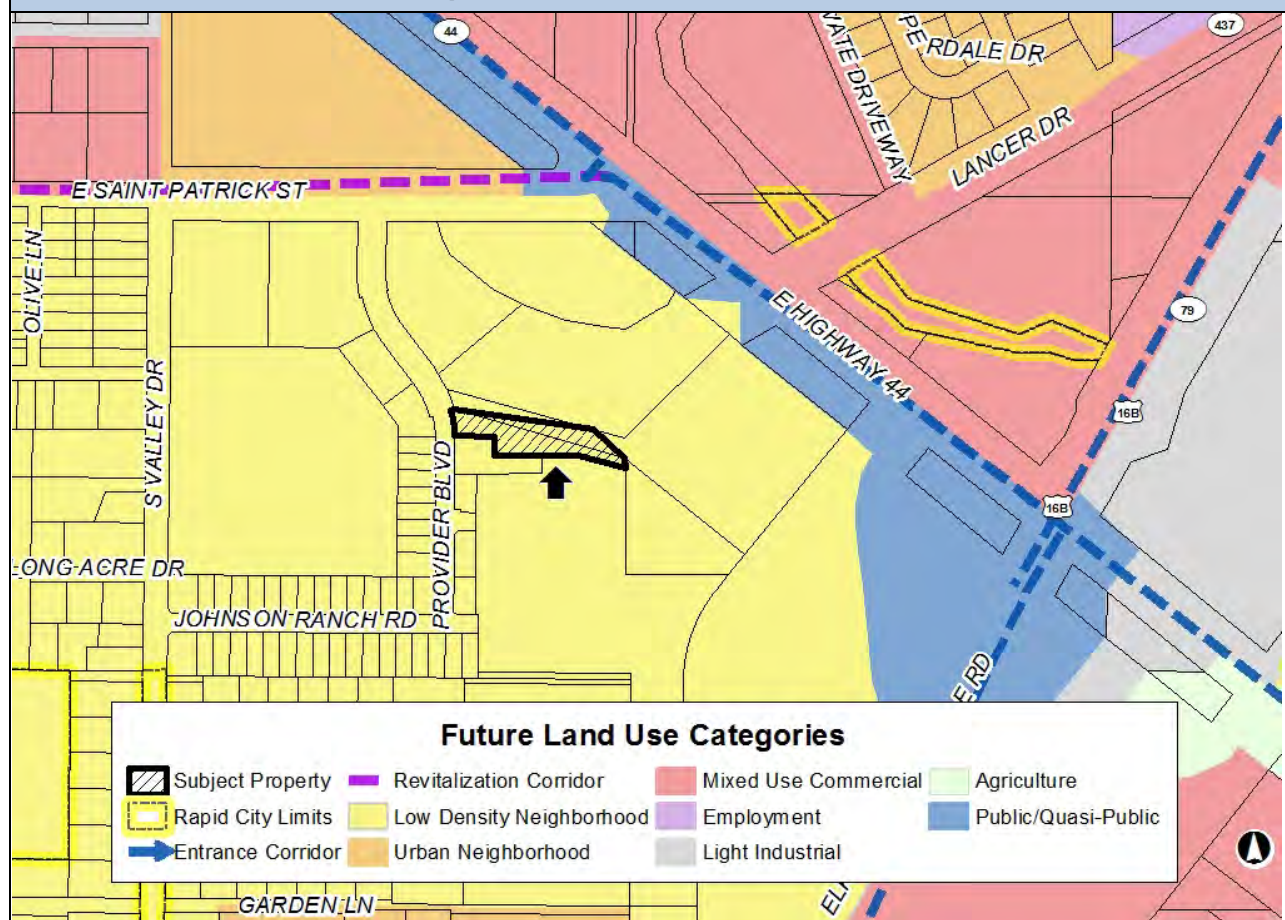 44
VATE DRIVEWAY
PE RDALE DR
437
LANCER DR
E SAINT PATRICK ST
OLIVE LN
S VALLEY DR
E HIGHWAY 44
79
16B
16B
PROVIDER BLVD
LONG ACRE DR
JOHNSON RANCH RD
E RD
Future Land Use Categories
Subject Property
Revitalization Corridor
Mixed Use Commercial
Agriculture
Rapid City Limits
Low Density Neighborhood
Employment
Public/Quasi-Public
Entrance Corridor
Urban Neighborhood
Light Industrial
GARDEN LN